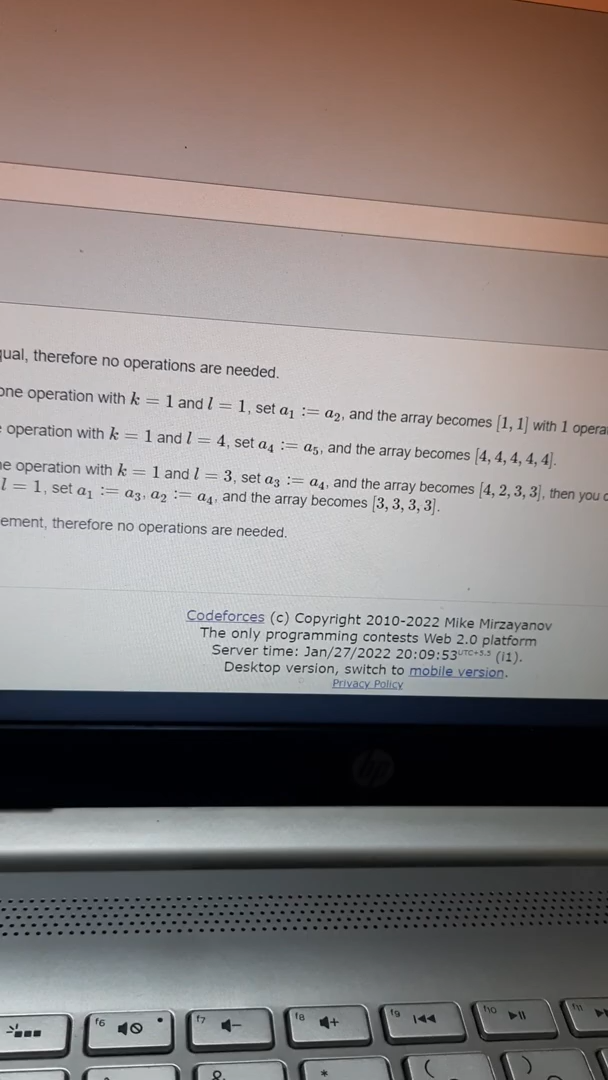 qual, therefore no operations are needed.
one operation with k = 1 and l = 1, set a₁ := a₂, and the array becomes [1, 1] with 1 opera
operation with k = 1 and l = 4, set a₄ := a₅, and the array becomes [4, 4, 4, 4, 4].
ne operation with k = 1 and l = 3, set a₃ := a₄, and the array becomes [4, 2, 3, 3], then you
l = 1, set a₁ := a₃, a₂ := a₄, and the array becomes [3, 3, 3, 3].
ement, therefore no operations are needed.
Codeforces (c) Copyright 2010-2022 Mike Mirzayanov
The only programming contests Web 2.0 platform
Server time: Jan/27/2022 20:09:53 UTC+5.5 (i1).
Desktop version, switch to mobile version.
Privacy Policy
hp
f6 f7 f8 f9 f10 f11
& * ( )